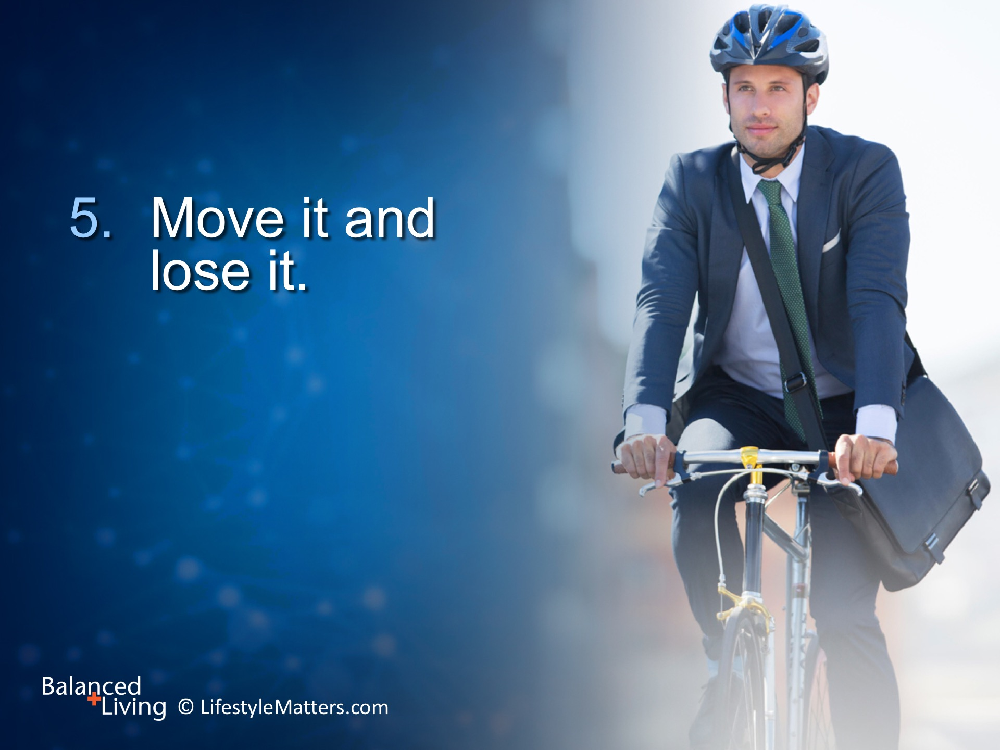 5. Move it and
lose it.
Balanced
Living © LifestyleMatters.com